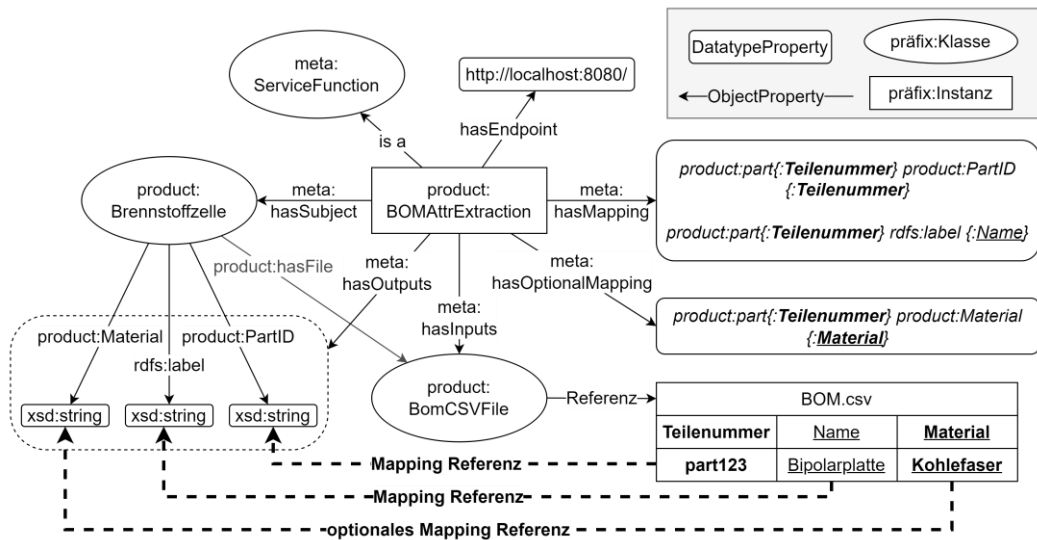 meta:
ServiceFunction
http://localhost:8080/
DatatypeProperty
präfix:Klasse
ObjectProperty
präfix:Instanz
is a
hasEndpoint
product:
Brennstoffzelle
meta:
hasSubject
product:
BOMAttrExtraction
meta:
hasMapping
product:part{:Teilenummer} product:PartID
{:Teilenummer}
product:part{:Teilenummer} rdfs:label {:Name}
product:hasFile
meta:
hasOutputs
meta:
hasInputs
meta:
hasOptionalMapping
product:part{:Teilenummer} product:Material
{:Material}
product:Material
product:PartID
rdfs:label
xsd:string
xsd:string
xsd:string
product:
BomCSVFile
Referenz
BOM.csv
Teilenummer Name Material
part123 Bipolarplatte Kohlefaser
Mapping Referenz
Mapping Referenz
optionales Mapping Referenz